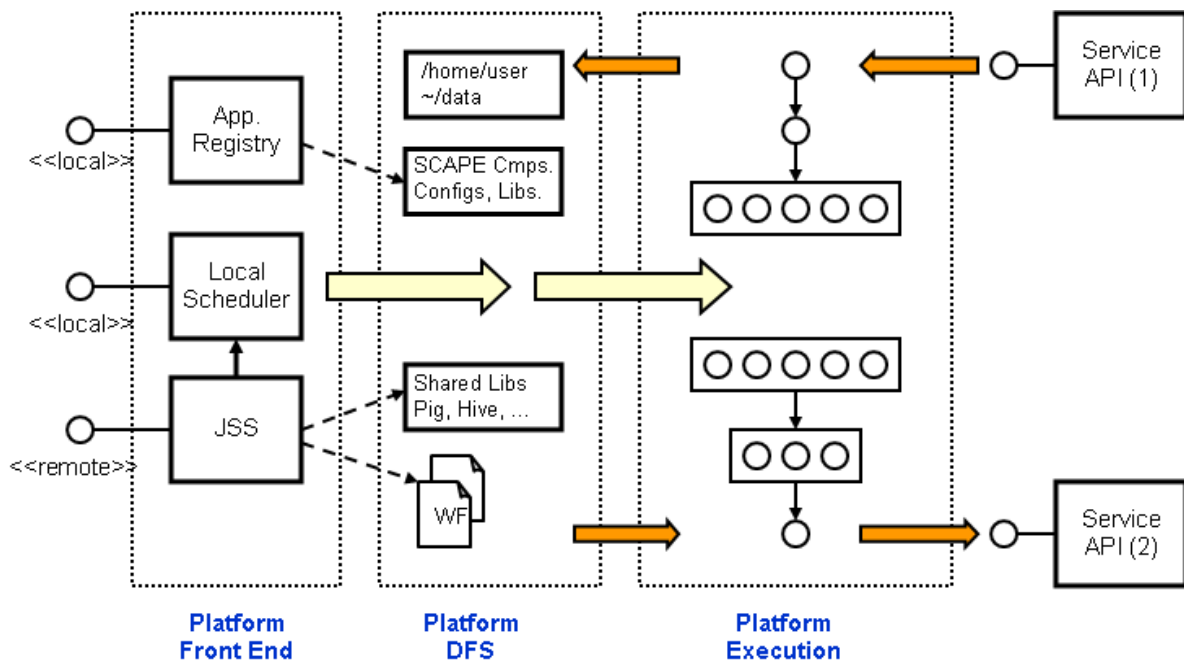 /home/user
~/data
Service
API (1)
App.
Registry
<<local>>
SCAPE Cmps.
Configs, Libs.
Local
Scheduler
<<local>>
Shared Libs
Pig, Hive, ...
JSS
<<remote>>
WF
Service
API (2)
Platform
Front End
Platform
DFS
Platform
Execution